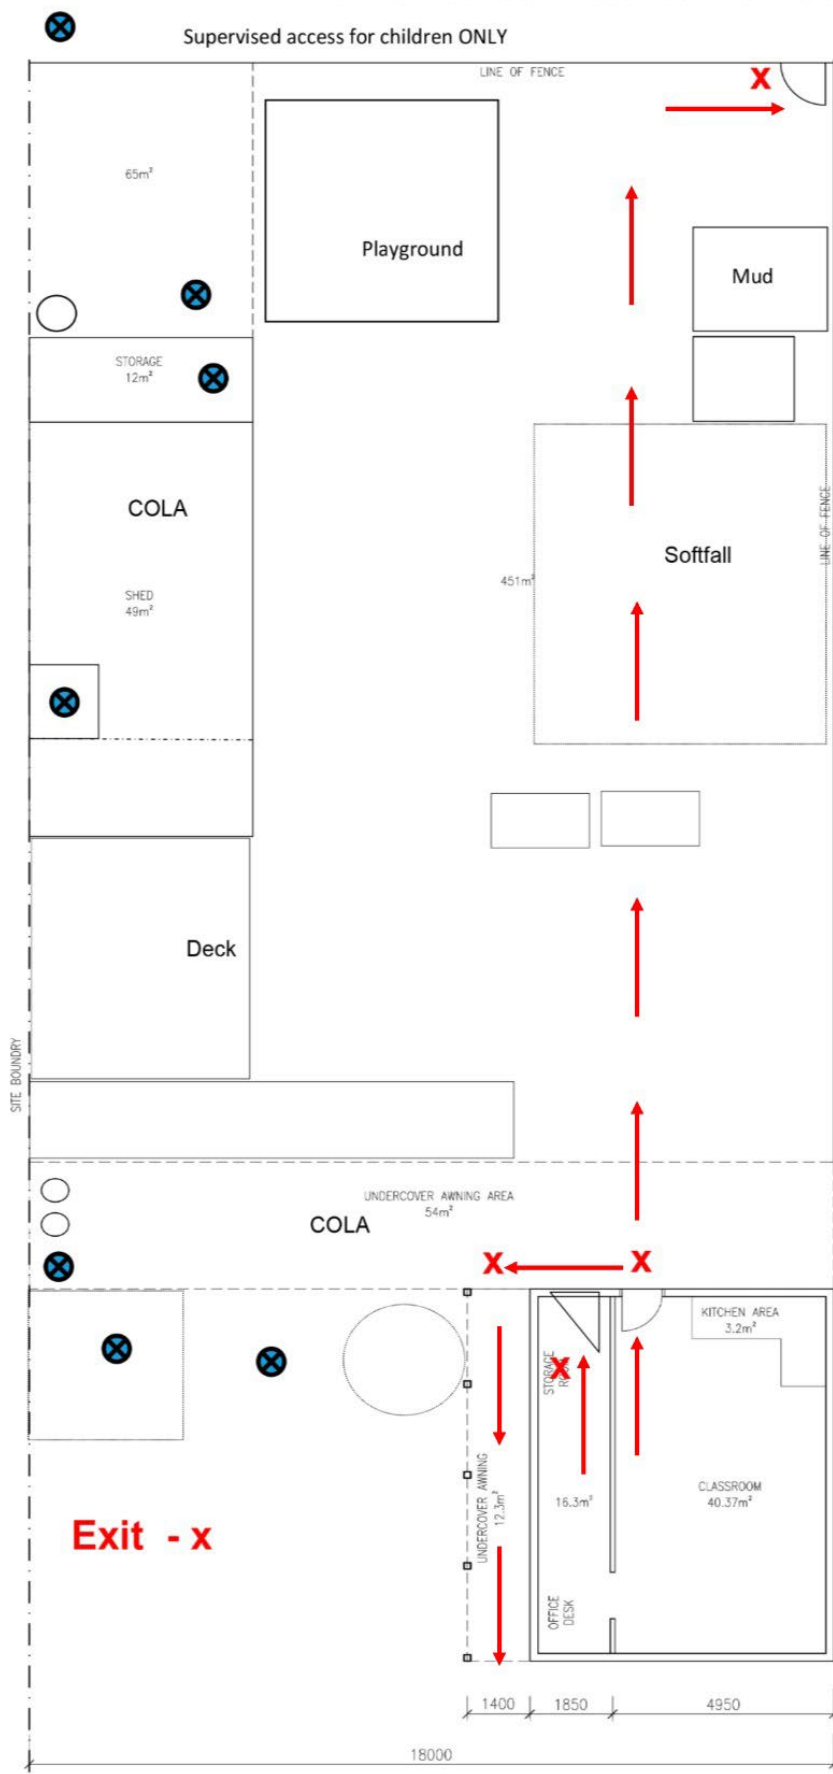 Supervised access for children ONLY
LINE OF FENCE
X
65m²
Playground
Mud
STORAGE
12m²
COLA
LINE OF FENCE
Softfall
451m²
SHED
49m²
Deck
SITE BOUNDRY
UNDERCOVER AWNING AREA
54m²
COLA
X
X
KITCHEN AREA
3.2m²
STORAGE
X
CLASSROOM
40.37m²
16.3m²
UNDERCOVER AWNING
12.3m²
Exit - x
OFFICE
DESK
1400
1850
4950
18000